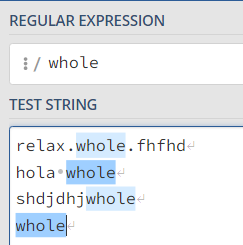 REGULAR EXPRESSION
/ whole
TEST STRING
relax.whole.fhfhd
hola whole
shdjdhjwhole
whole